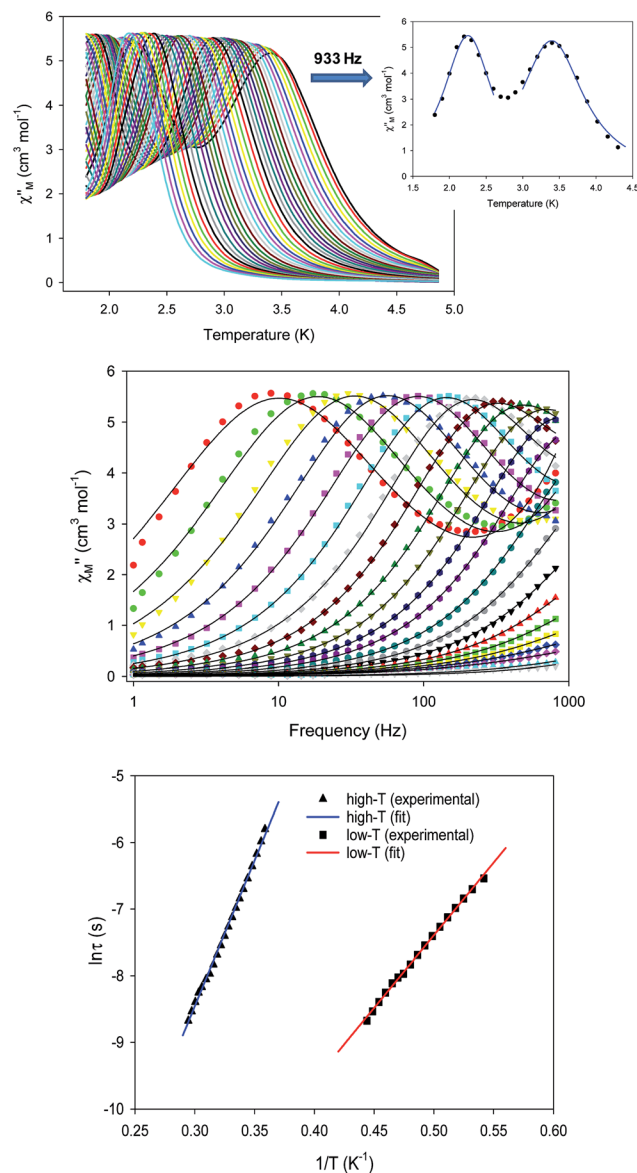 6
5
4
3
2
1
0
χ"M (cm³ mol⁻¹)
2.0 2.5 3.0 3.5 4.0 4.5 5.0
Temperature (K)
933 Hz
6
5
4
3
2
1
0
χ"M (cm³ mol⁻¹)
1.5 2.0 2.5 3.0 3.5 4.0 4.5
Temperature (K)
6
5
4
3
2
1
0
χM" (cm³ mol⁻¹)
1 10 100 1000
Frequency (Hz)
-5
-6
-7
-8
-9
-10
lnτ (s)
high-T (experimental)
high-T (fit)
low-T (experimental)
low-T (fit)
0.25 0.30 0.35 0.40 0.45 0.50 0.55 0.60
1/T (K⁻¹)